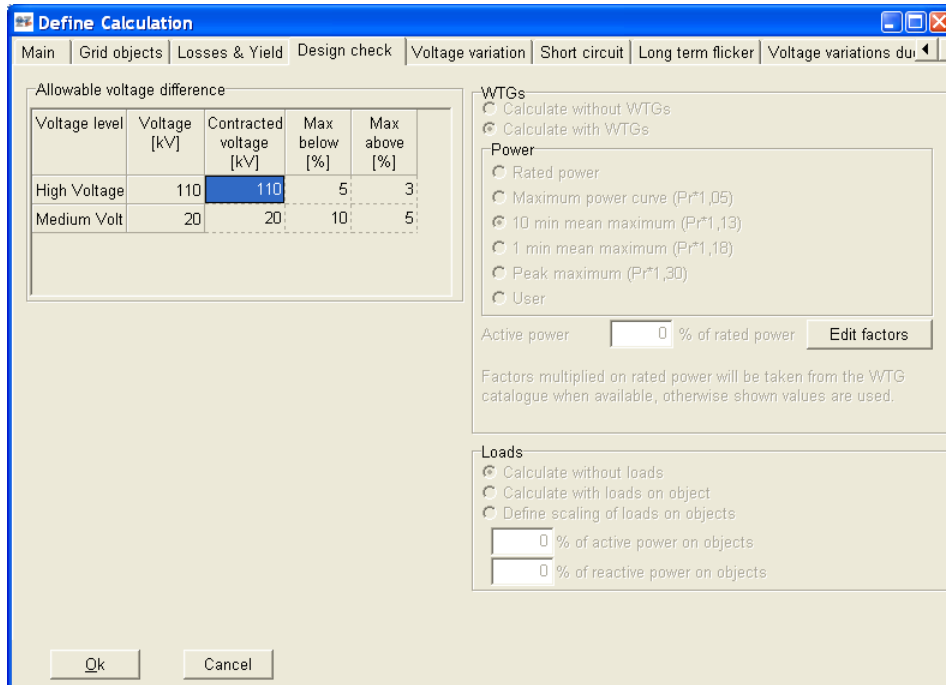 Define Calculation
Main Grid objects Losses & Yield Design check Voltage variation Short circuit Long term flicker Voltage variations du
Allowable voltage difference
Voltage level Voltage [kV] Contracted voltage [kV] Max below [%] Max above [%]
High Voltage 110 110 5 3
Medium Volt 20 20 10 5
WTGs
Calculate without WTGs
Calculate with WTGs
Power
Rated power
Maximum power curve (Pr*1,05)
10 min mean maximum (Pr*1,13)
1 min mean maximum (Pr*1,18)
Peak maximum (Pr*1,30)
User
Active power 0 % of rated power Edit factors
Factors multiplied on rated power will be taken from the WTG
catalogue when available, otherwise shown values are used.
Loads
Calculate without loads
Calculate with loads on object
Define scaling of loads on objects
0 % of active power on objects
0 % of reactive power on objects
Ok Cancel